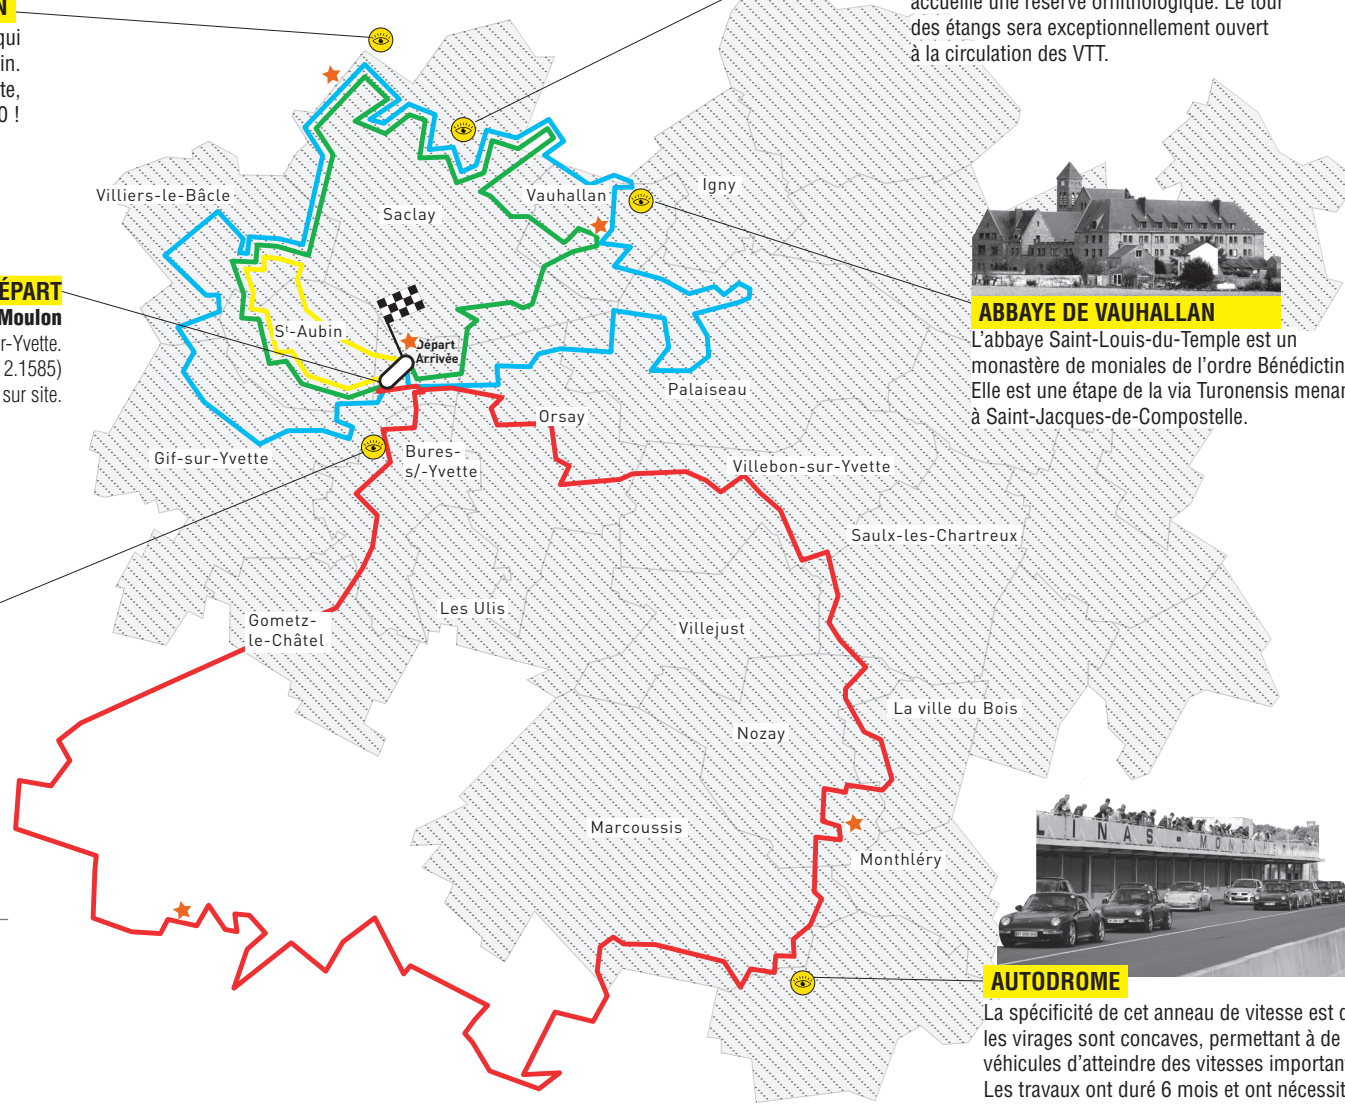 N
qui
in.
te,
0 !
accueille une réserve ornithologique. Le tour
des étangs sera exceptionnellement ouvert
à la circulation des VTT.
Villiers-le-Bâcle
Saclay
Vauhallan
Igny
ÉPART
Moulon
r-Yvette.
2.1585)
sur site.
St-Aubin
Départ
Arrivée
Palaiseau
ABBAYE DE VAUHALLAN
L'abbaye Saint-Louis-du-Temple est un
monastère de moniales de l'ordre Bénédictin
Elle est une étape de la via Turonensis menan
à Saint-Jacques-de-Compostelle.
Orsay
Gif-sur-Yvette
Bures-
s/-Yvette
Villebon-sur-Yvette
Saulx-les-Chartreux
Les Ulis
Gometz-
le-Châtel
Villejust
La ville du Bois
Nozay
Marcoussis
Monthléry
LINAS - MONT
AUTODROME
La spécificité de cet anneau de vitesse est
les virages sont concaves, permettant à de
véhicules d'atteindre des vitesses importan
Les travaux ont duré 6 mois et ont nécessit